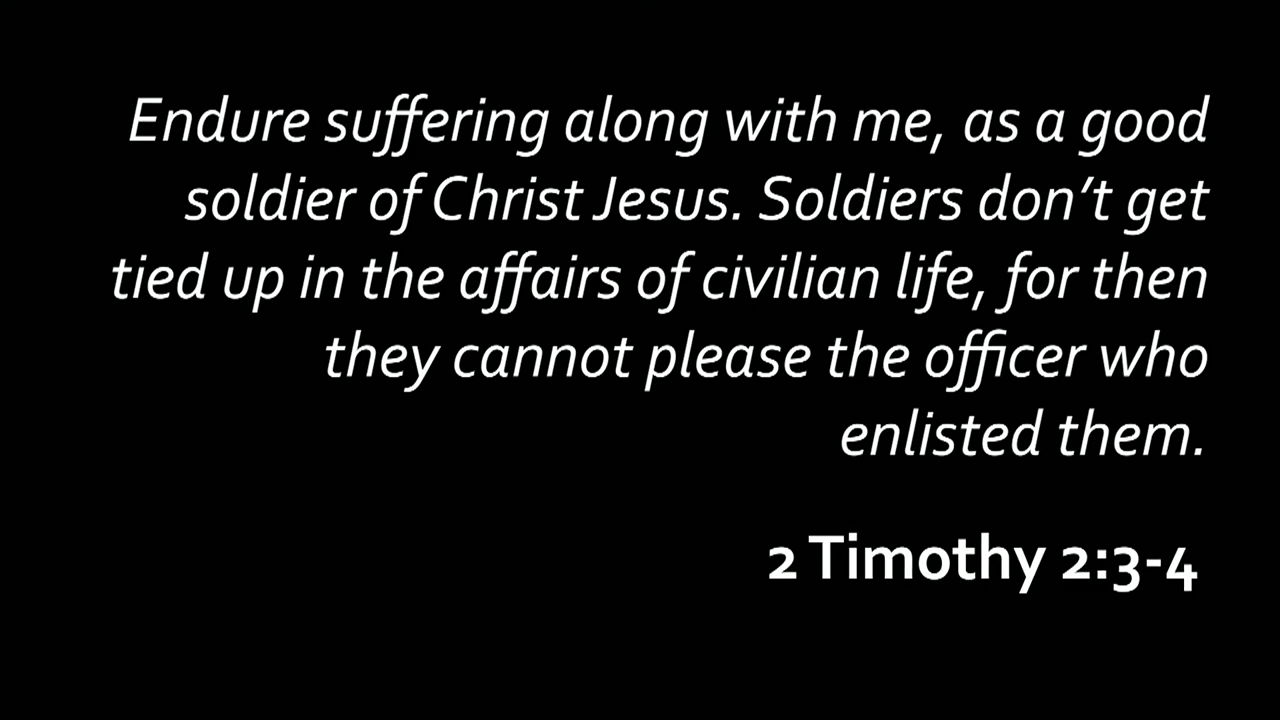 Endure suffering along with me, as a good
soldier of Christ Jesus. Soldiers don’t get
tied up in the affairs of civilian life, for then
they cannot please the officer who
enlisted them.
2 Timothy 2:3-4